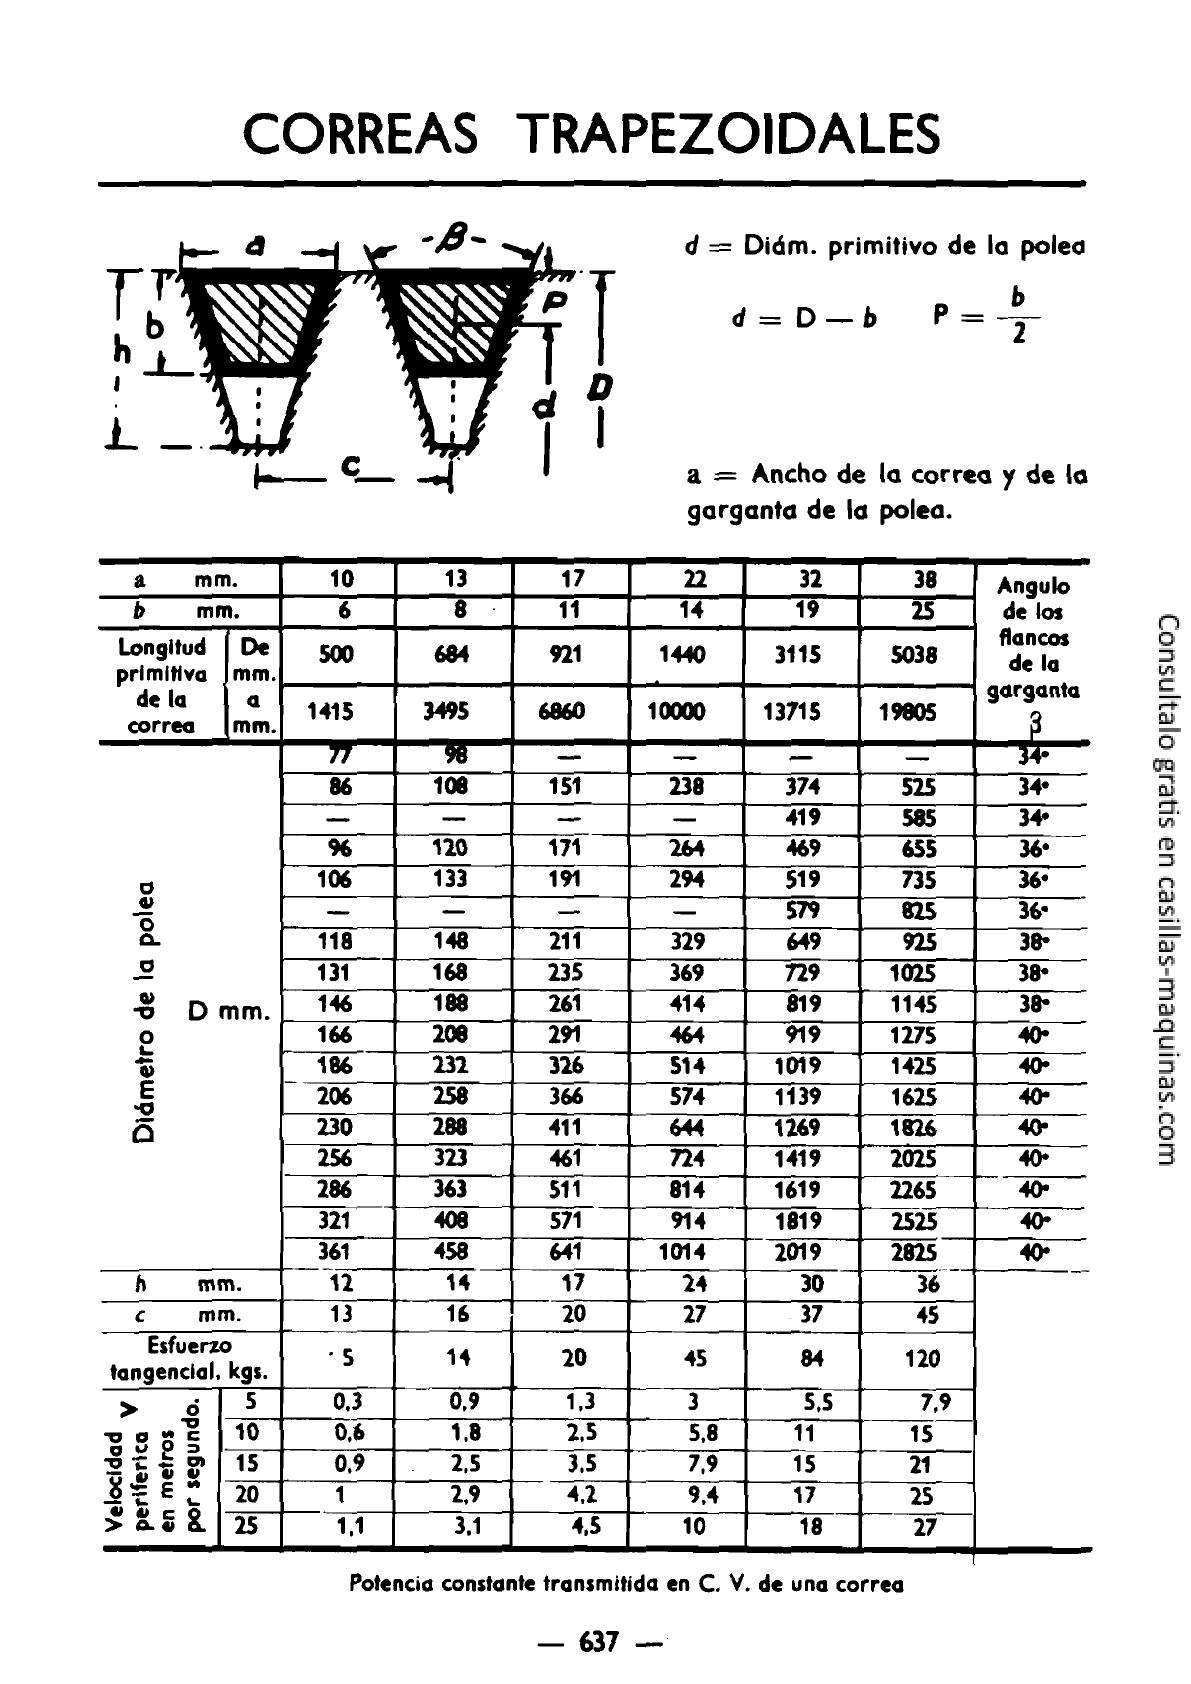 CORREAS TRAPEZOIDALES
a
-β-
h
b
P
d
D
c
d = Diám. primitivo de la polea
d = D — b P = b/2
a = Ancho de la correa y de la
garganta de la polea.
a mm. 10 13 17 22 32 38
b mm. 6 8 11 14 19 25
Angulo
de los
flancos
de la
garganta
β
Longitud
primitiva
de la
correa
De
mm.
500 684 921 1440 3115 5038
a
mm.
1415 3495 6860 10000 13715 19805
Diámetro de la polea
D mm.
77 98 — — — — 34°
86 108 151 238 374 525 34°
— — — — 419 585 34°
96 120 171 264 469 655 36°
106 133 191 294 519 735 36°
— — — — 579 825 36°
118 148 211 329 649 925 38°
131 168 235 369 729 1025 38°
146 188 261 414 819 1145 38°
166 208 291 464 919 1275 40°
186 232 326 514 1019 1425 40°
206 258 366 574 1139 1625 40°
230 288 411 644 1269 1826 40°
256 323 461 724 1419 2025 40°
286 363 511 814 1619 2265 40°
321 408 571 914 1819 2525 40°
361 458 641 1014 2019 2825 40°
h mm. 12 14 17 24 30 36
c mm. 13 16 20 27 37 45
Esfuerzo
tangencial, kgs.
5 14 20 45 84 120
Velocidad V
periferica
en metros
por segundo.
5 0,3 0,9 1,3 3 5,5 7,9
10 0,6 1,8 2,5 5,8 11 15
15 0,9 2,5 3,5 7,9 15 21
20 1 2,9 4,2 9,4 17 25
25 1,1 3,1 4,5 10 18 27
Potencia constante transmitida en C. V. de una correa
— 637 —
Consultalo gratis en casillas-maquinas.com